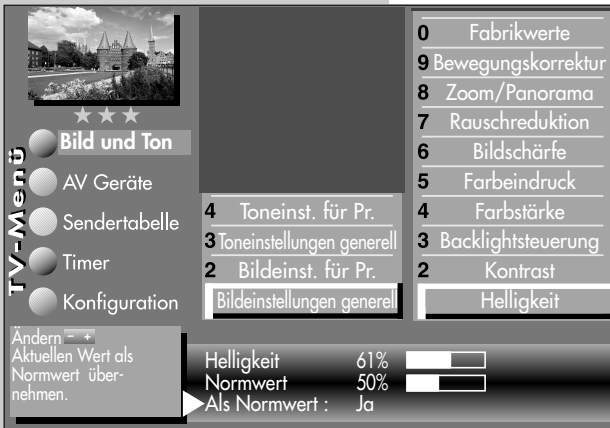 TV-Menü
Bild und Ton
AV Geräte
Sendertabelle
Timer
Konfiguration
4 Toneinst. für Pr.
3 Toneinstellungen generell
2 Bildeinst. für Pr.
Bildeinstellungen generell
0 Fabrikwerte
9 Bewegungskorrektur
8 Zoom/Panorama
7 Rauschreduktion
6 Bildschärfe
5 Farbeindruck
4 Farbstärke
3 Backlightsteuerung
2 Kontrast
Helligkeit
Ändern - +
Aktuellen Wert als
Normwert über-
nehmen.
Helligkeit 61%
Normwert 50%
Als Normwert : Ja